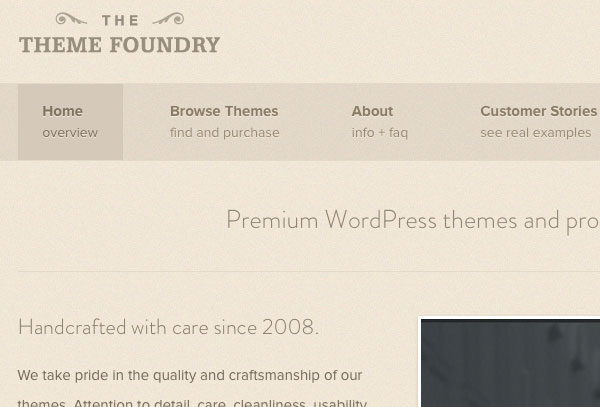 THE
THEME FOUNDRY
Home
overview
Browse Themes
find and purchase
About
info + faq
Customer Stories
see real examples
Premium WordPress themes and pro
Handcrafted with care since 2008.
We take pride in the quality and craftsmanship of our
themes. Attention to detail, care, cleanliness, usability